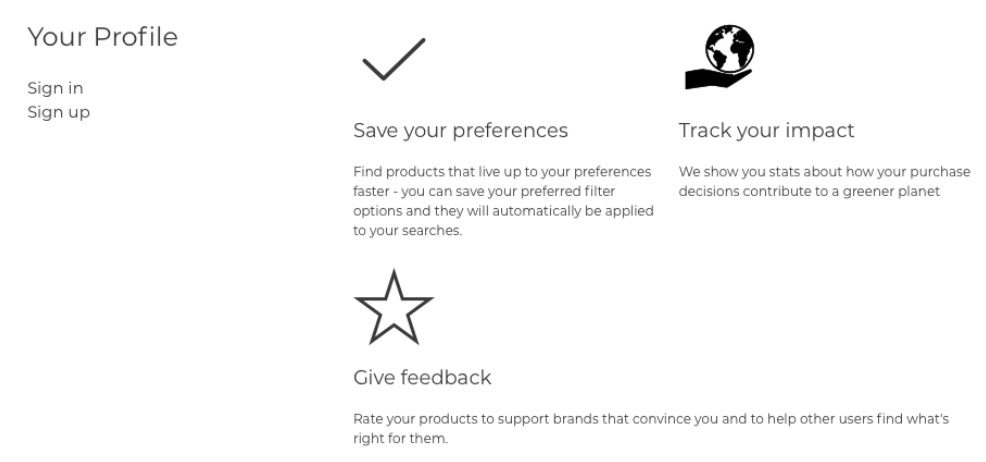 Your Profile
Sign in
Sign up
Save your preferences
Find products that live up to your preferences
faster - you can save your preferred filter
options and they will automatically be applied
to your searches.
Track your impact
We show you stats about how your purchase
decisions contribute to a greener planet
Give feedback
Rate your products to support brands that convince you and to help other users find what's
right for them.